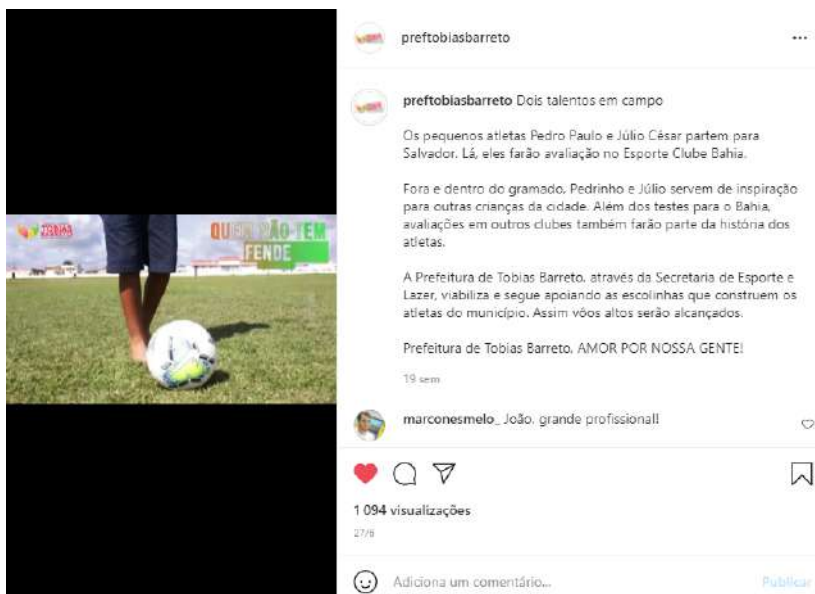 preftobiasbarreto
preftobiasbarreto Dois talentos em campo
Os pequenos atletas Pedro Paulo e Júlio César partem para
Salvador. Lá, eles farão avaliação no Esporte Clube Bahia.
Fora e dentro do gramado, Pedrinho e Júlio servem de inspiração
para outras crianças da cidade. Além dos testes para o Bahia,
avaliações em outros clubes também farão parte da história dos
atletas.
A Prefeitura de Tobias Barreto, através da Secretaria de Esporte e
Lazer, viabiliza e segue apoiando as escolinhas que construem os
atletas do município. Assim vôos altos serão alcançados.
Prefeitura de Tobias Barreto, AMOR POR NOSSA GENTE!
19 sem
marconesmelo_ João, grande profissional!
1 094 visualizações
27/6
Adiciona um comentário...
Publicar
TOBIAS
QUEM NÃO TEM
FENDE